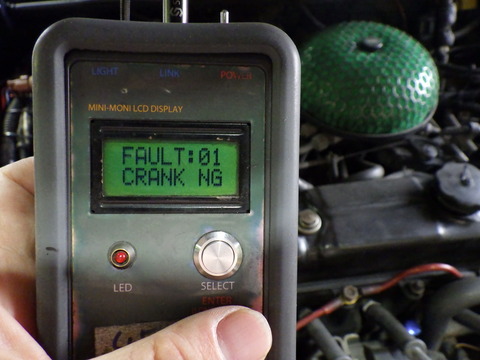 LIGHT LINK POWER
MINI-MONI LCD DISPLAY
FAULT:01
CRANK NG
LED SELECT
ENTER